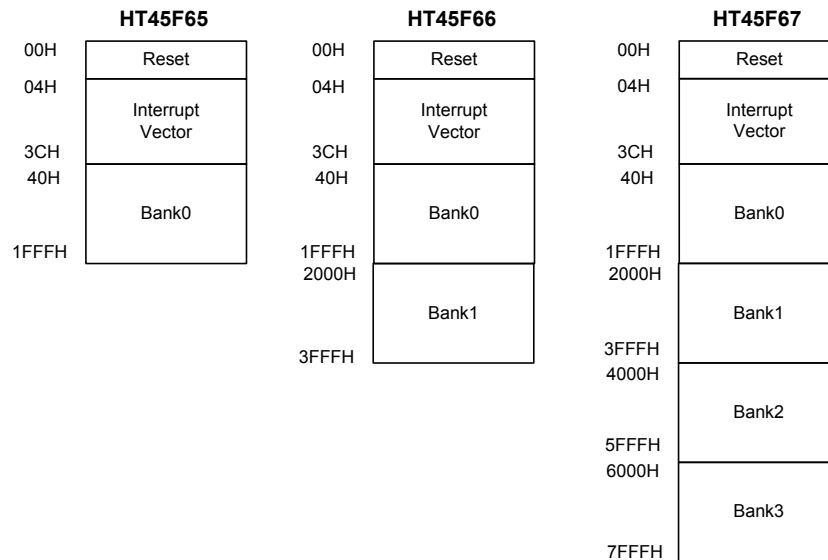 HT45F65
00H
Reset
04H
Interrupt
Vector
3CH
40H
Bank0
1FFFH
HT45F66
00H
Reset
04H
Interrupt
Vector
3CH
40H
Bank0
1FFFH
2000H
Bank1
3FFFH
HT45F67
00H
Reset
04H
Interrupt
Vector
3CH
40H
Bank0
1FFFH
2000H
Bank1
3FFFH
4000H
Bank2
5FFFH
6000H
Bank3
7FFFH